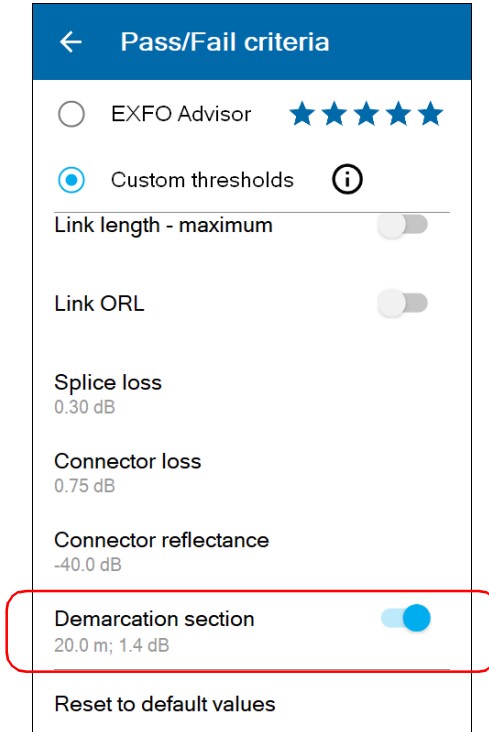 Pass/Fail criteria
EXFO Advisor
Custom thresholds
Link length - maximum
Link ORL
Splice loss
0.30 dB
Connector loss
0.75 dB
Connector reflectance
-40.0 dB
Demarcation section
20.0 m; 1.4 dB
Reset to default values